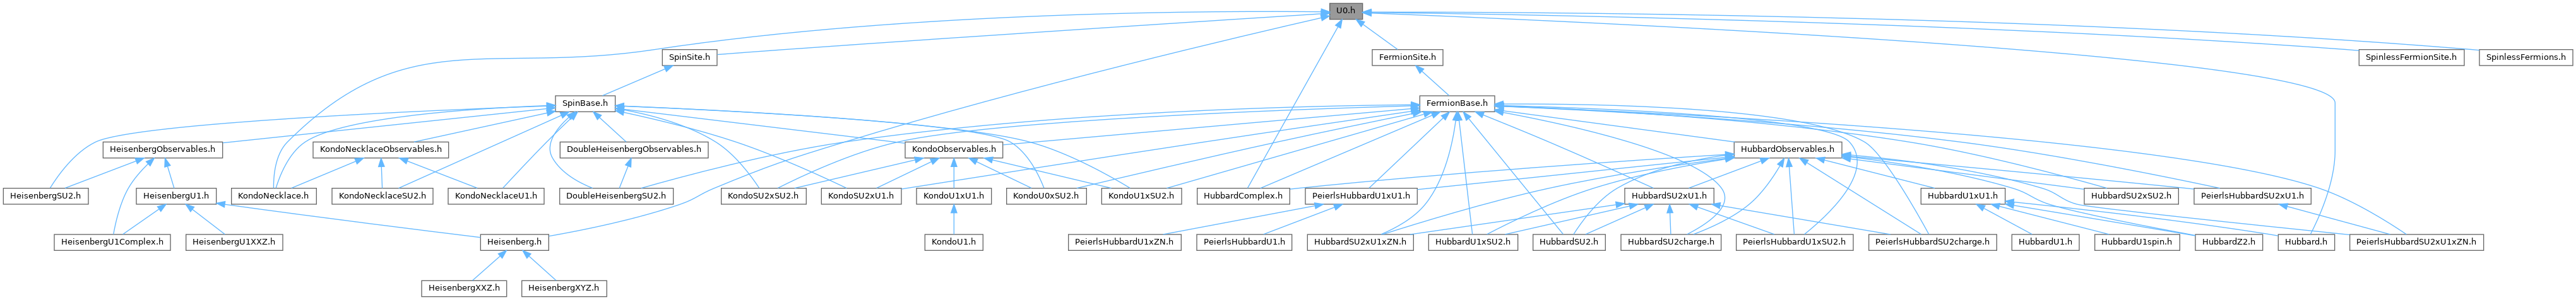 U0.h
SpinSite.h
FermionSite.h
SpinlessFermionSite.h
SpinlessFermions.h
SpinBase.h
FermionBase.h
HeisenbergObservables.h
KondoNecklaceObservables.h
DoubleHeisenbergObservables.h
KondoObservables.h
HubbardObservables.h
HeisenbergSU2.h
HeisenbergU1.h
KondoNecklace.h
KondoNecklaceSU2.h
KondoNecklaceU1.h
DoubleHeisenbergSU2.h
KondoSU2xSU2.h
KondoSU2xU1.h
KondoU1xU1.h
KondoU0xSU2.h
KondoU1xSU2.h
HubbardComplex.h
PeierlsHubbardU1xU1.h
HubbardSU2xU1.h
HubbardU1xU1.h
HubbardSU2xSU2.h
PeierlsHubbardSU2xU1.h
HeisenbergU1Complex.h
HeisenbergU1XXZ.h
Heisenberg.h
KondoU1.h
PeierlsHubbardU1xZN.h
PeierlsHubbardU1.h
HubbardSU2xU1xZN.h
HubbardU1xSU2.h
HubbardSU2.h
HubbardSU2charge.h
PeierlsHubbardU1xSU2.h
PeierlsHubbardSU2charge.h
HubbardU1.h
HubbardU1spin.h
HubbardZ2.h
Hubbard.h
PeierlsHubbardSU2xU1xZN.h
HeisenbergXXZ.h
HeisenbergXYZ.h